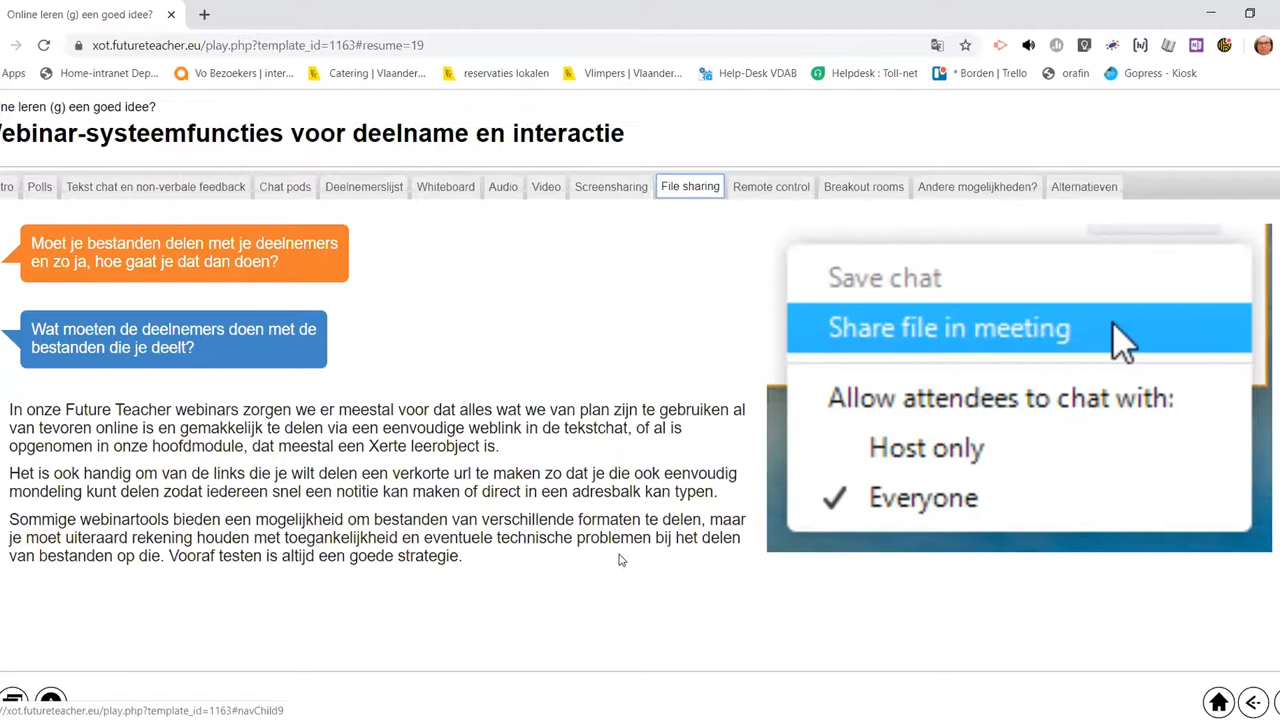 Online leren (g) een goed idee?
xot.futureteacher.eu/play.php?template_id=1163#resume=19
Apps Home-intranet Dep... Vo Bezoekers | inter... Catering | Vlaander... reservaties lokalen Vlimpers | Vlaander... Help-Desk VDAB Helpdesk : Toll-net * Borden | Trello orafin Gopress - Kiosk
ne leren (g) een goed idee?
ebinar-systeemfuncties voor deelname en interactie
tro Polls Tekst chat en non-verbale feedback Chat pods Deelnemerslijst Whiteboard Audio Video Screensharing File sharing Remote control Breakout rooms Andere mogelijkheden? Alternatieven
Moet je bestanden delen met je deelnemers
en zo ja, hoe gaat je dat dan doen?
Wat moeten de deelnemers doen met de
bestanden die je deelt?
In onze Future Teacher webinars zorgen we er meestal voor dat alles wat we van plan zijn te gebruiken al
van tevoren online is en gemakkelijk te delen via een eenvoudige weblink in de tekstchat, of al is
opgenomen in onze hoofdmodule, dat meestal een Xerte leerobject is.
Het is ook handig om van de links die je wilt delen een verkorte url te maken zo dat je die ook eenvoudig
mondeling kunt delen zodat iedereen snel een notitie kan maken of direct in een adresbalk kan typen.
Sommige webinartools bieden een mogelijkheid om bestanden van verschillende formaten te delen, maar
je moet uiteraard rekening houden met toegankelijkheid en eventuele technische problemen bij het delen
van bestanden op die. Vooraf testen is altijd een goede strategie.
Save chat
Share file in meeting
Allow attendees to chat with:
Host only
Everyone
//xot.futureteacher.eu/play.php?template_id=1163#navChild9